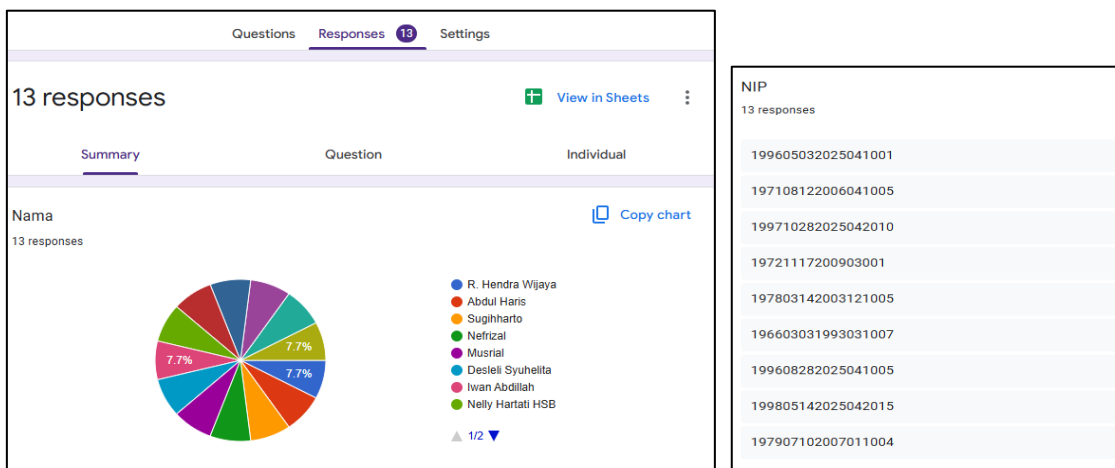 Questions Responses 13 Settings
13 responses
View in Sheets
Summary Question Individual
Nama
Copy chart
13 responses
7.7%
7.7%
7.7%
R. Hendra Wijaya
Abdul Haris
Sugihharto
Nefrizal
Musrial
Desleli Syuhelita
Iwan Abdillah
Nelly Hartati HSB
1/2
NIP
13 responses
199605032025041001
197108122006041005
199710282025042010
19721117200903001
197803142003121005
196603031993031007
199608282025041005
199805142025042015
197907102007011004